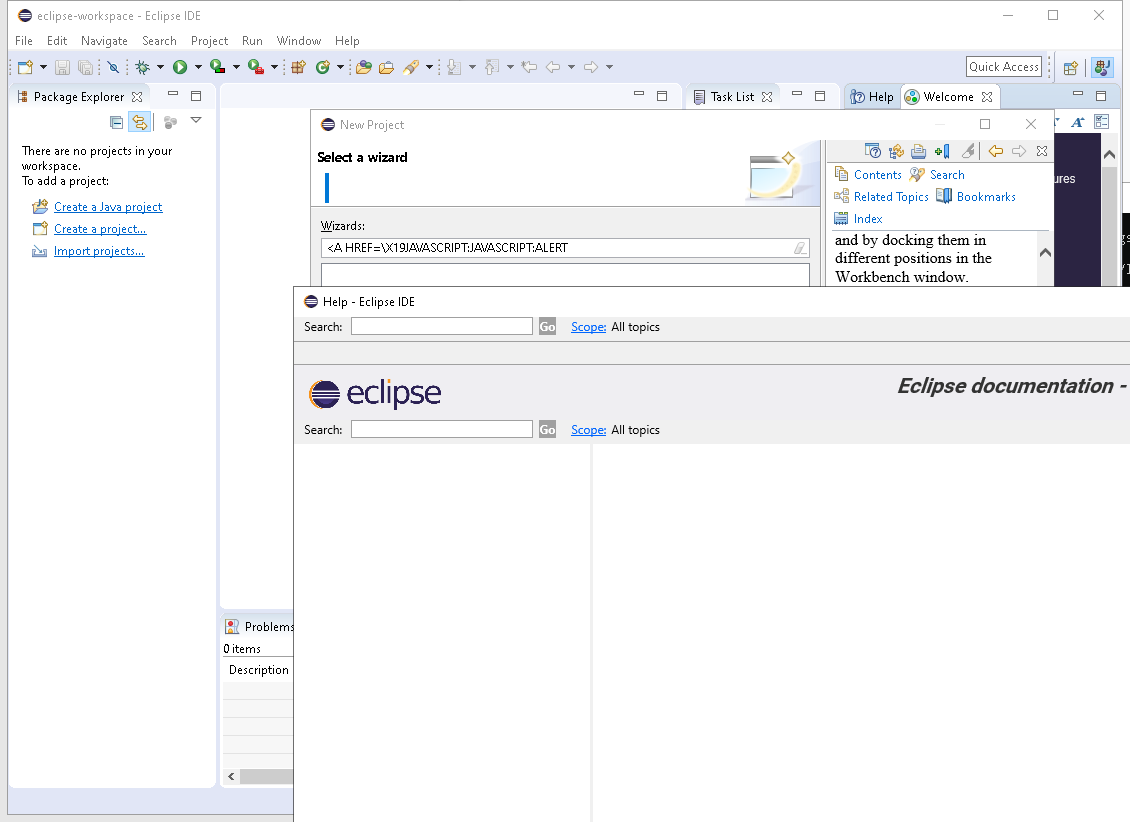 eclipse-workspace - Eclipse IDE
File Edit Navigate Search Project Run Window Help
Quick Access
Package Explorer
Task List
Help
Welcome
There are no projects in your
workspace.
To add a project:
Create a Java project
Create a project...
Import projects...
New Project
Select a wizard
Wizards:
<A HREF=\X19JAVASCRIPT:JAVASCRIPT:ALERT
Contents Search
Related Topics Bookmarks
Index
and by docking them in
different positions in the
Workbench window.
ures
Help - Eclipse IDE
Search: Go Scope: All topics
eclipse
Eclipse documentation -
Search: Go Scope: All topics
Problems
0 items
Description